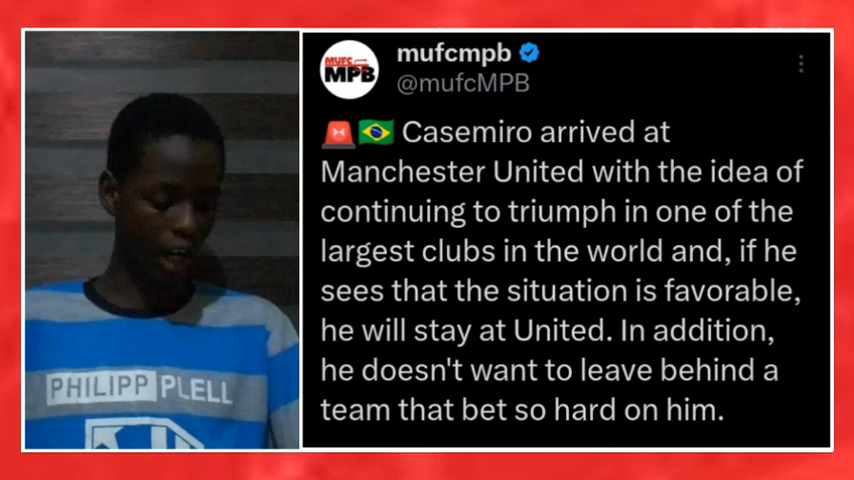 mufcmpb
@mufcMPB
MUFC
MPB
🚨🇧🇷 Casemiro arrived at
Manchester United with the idea of
continuing to triumph in one of the
largest clubs in the world and, if he
sees that the situation is favorable,
he will stay at United. In addition,
he doesn't want to leave behind a
team that bet so hard on him.
PHILIPP PLELL